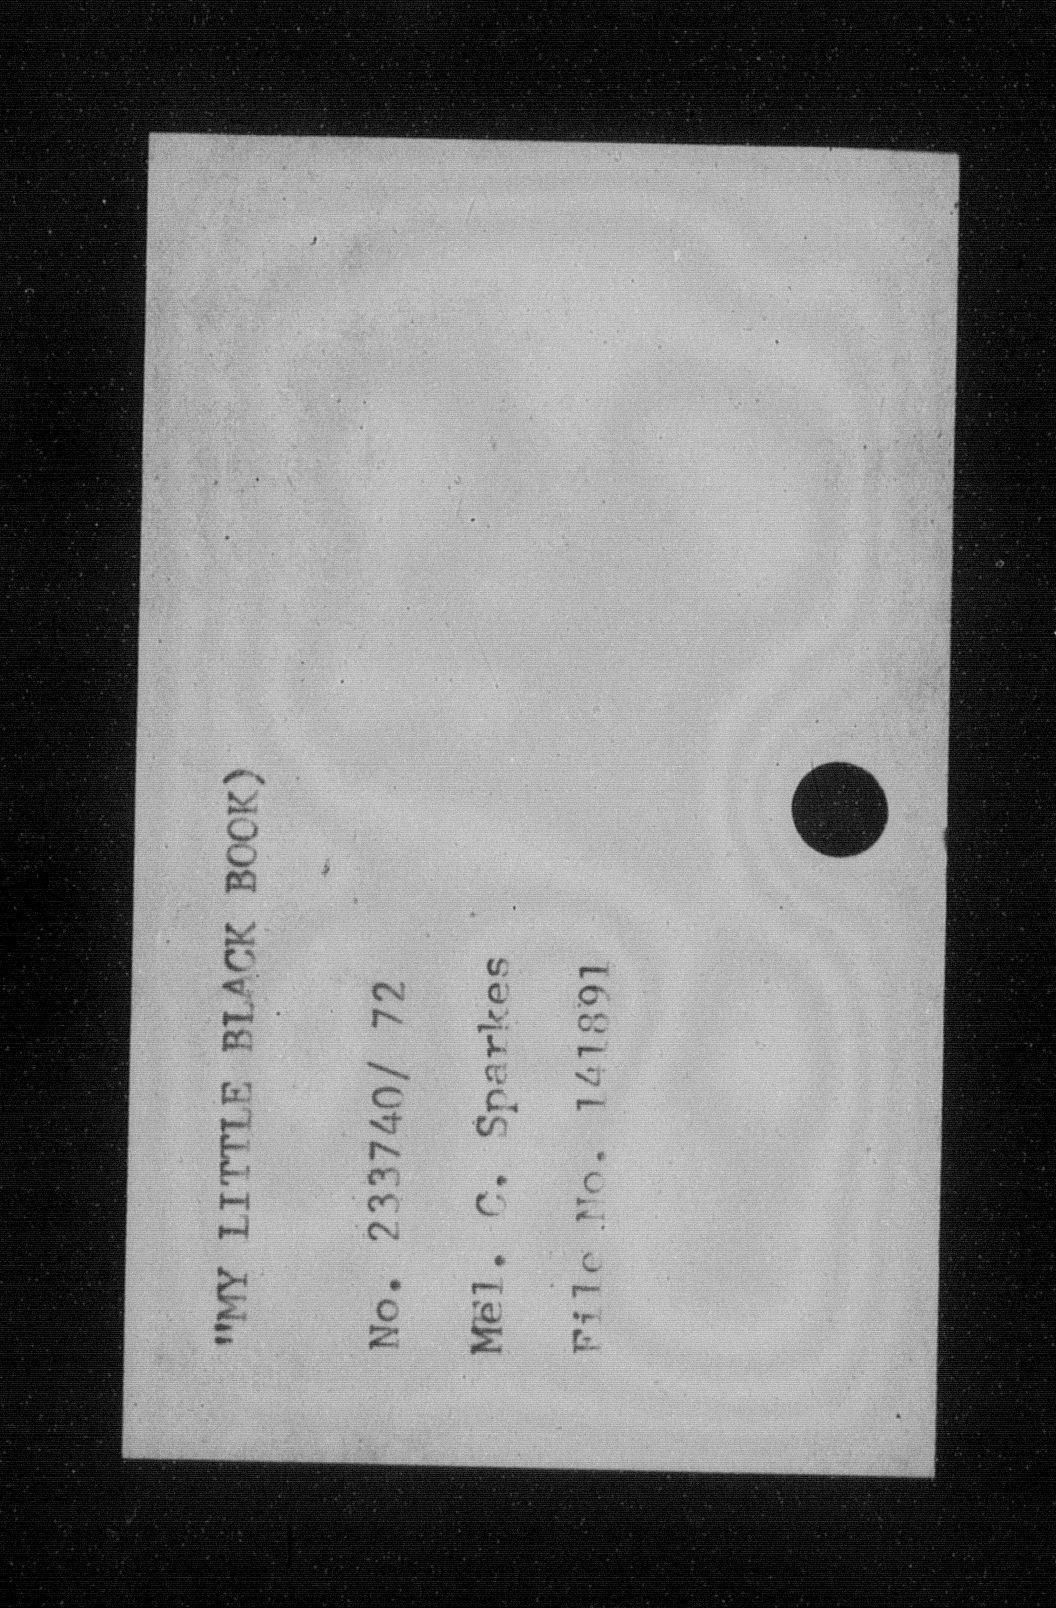 "MY LITTLE BLACK BOOK)
No. 233740/ 72
Mel. C. Sparkes
File No. 141891